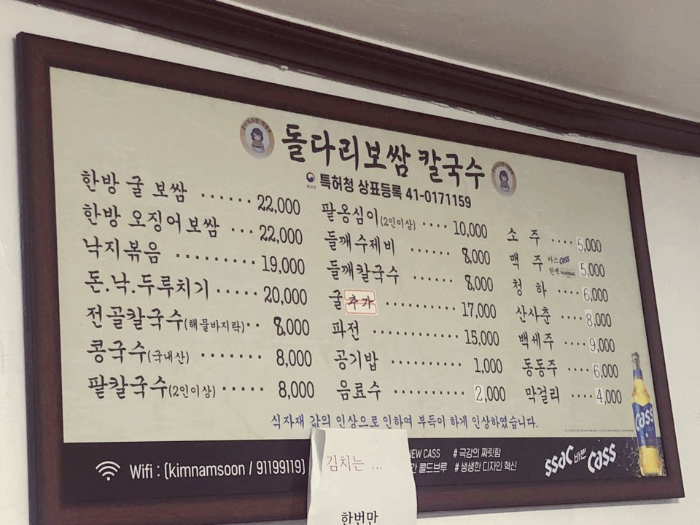 돌다리보쌈 칼국수
특허청 상표등록 41-0171159
한방 굴 보쌈 ...... 22,000
한방 오징어보쌈 .... 22,000
낙지볶음 ......... 19,000
돈.낙.두루치기 ..... 20,000
전골칼국수(해물바지락).. 8,000
콩국수(국내산) ...... 8,000
팥칼국수(2인이상) ..... 8,000
팥옹심이(2인이상) .... 10,000
들깨수제비 ....... 8,000
들깨칼국수 ....... 8,000
굴추가 ........... 17,000
파전 ............ 15,000
공기밥 .......... 1,000
음료수 .......... 2,000
소 주 .... 5,000
맥 주 카스 cass .... 5,000
청 하 .... 6,000
산사춘 .... 8,000
백세주 .... 9,000
동동주 .... 6,000
막걸리 .... 4,000
식자재 값의 인상으로 인하여 부득이 하게 인상하였습니다.
Wifi : (kimnamsoon / 91199119)
NEW CASS # 극강의 짜릿함
콜드브루 # 생생한 디자인 혁신
ssac 바쁜 cass
cass
김치는 ...
한번만